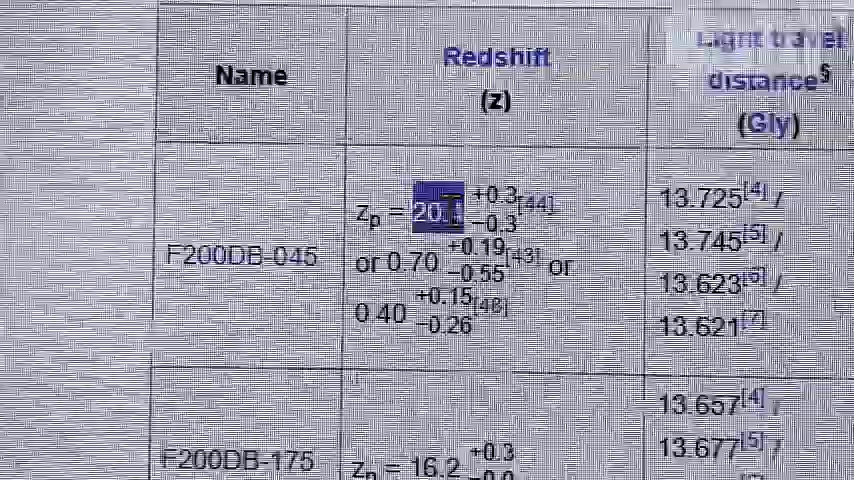 Name
Redshift
(z)
Light travel
distance§
(Gly)
F200DB-045
zp = 20.4 +0.3 −0.3 [44]
or 0.70 +0.19 −0.55 [43] or
0.40 +0.15 −0.26 [48]
13.725[4] /
13.745[5] /
13.623[6] /
13.621[7]
F200DB-175
zp = 16.2 +0.3
13.657[4] /
13.677[5] /